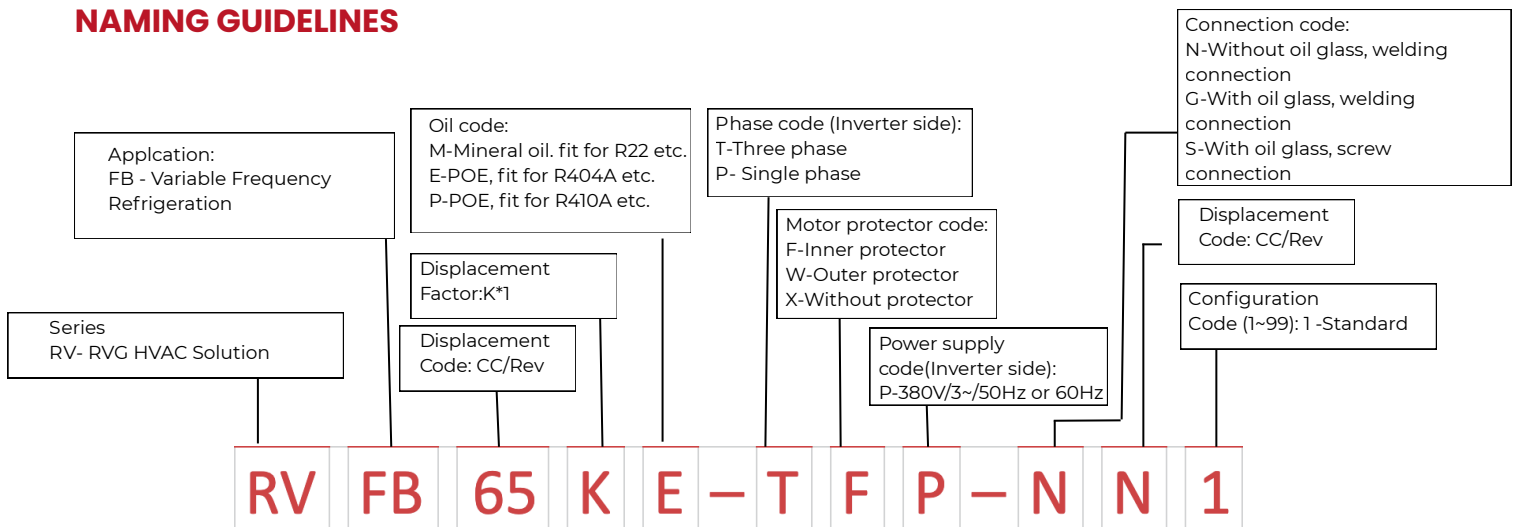 NAMING GUIDELINES
Connection code:
N-Without oil glass, welding
connection
G-With oil glass, welding
connection
S-With oil glass, screw
connection
Oil code:
M-Mineral oil. fit for R22 etc.
E-POE, fit for R404A etc.
P-POE, fit for R410A etc.
Phase code (Inverter side):
T-Three phase
P- Single phase
Applcation:
FB - Variable Frequency
Refrigeration
Displacement
Code: CC/Rev
Motor protector code:
F-Inner protector
W-Outer protector
X-Without protector
Displacement
Factor:K*1
Configuration
Code (1~99): 1 -Standard
Series
RV- RVG HVAC Solution
Displacement
Code: CC/Rev
Power supply
code(Inverter side):
P-380V/3~/50Hz or 60Hz
RV FB 65 K E – T F P – N N 1